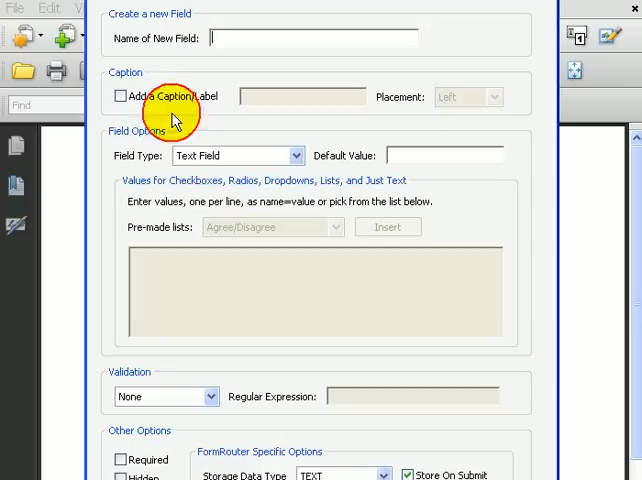 File Edit Vi
Create a new Field
Name of New Field:
Caption
Add a Caption/Label
Placement: Left
Find
Field Options
Field Type: Text Field Default Value:
Values for Checkboxes, Radios, Dropdowns, Lists, and Just Text
Enter values, one per line, as name=value or pick from the list below.
Pre-made lists: Agree/Disagree Insert
Validation
None Regular Expression:
Other Options
Required FormRouter Specific Options
Hidden Storage Data Type TEXT Store On Submit